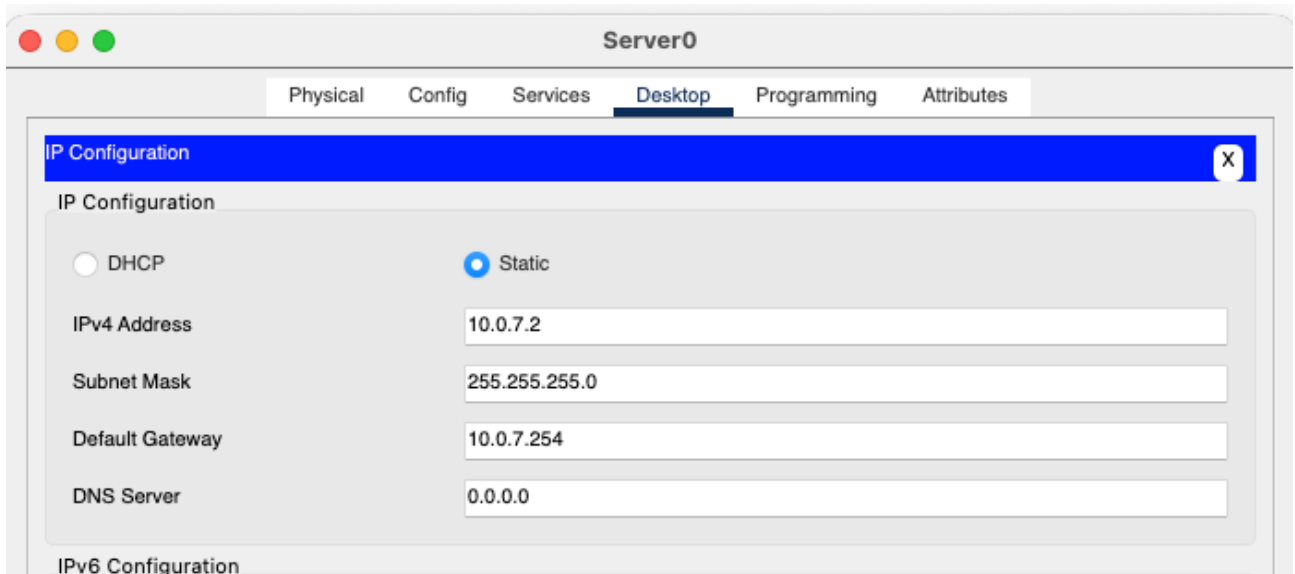 Server0
Physical Config Services Desktop Programming Attributes
IP Configuration X
IP Configuration
DHCP Static
IPv4 Address 10.0.7.2
Subnet Mask 255.255.255.0
Default Gateway 10.0.7.254
DNS Server 0.0.0.0
IPv6 Configuration